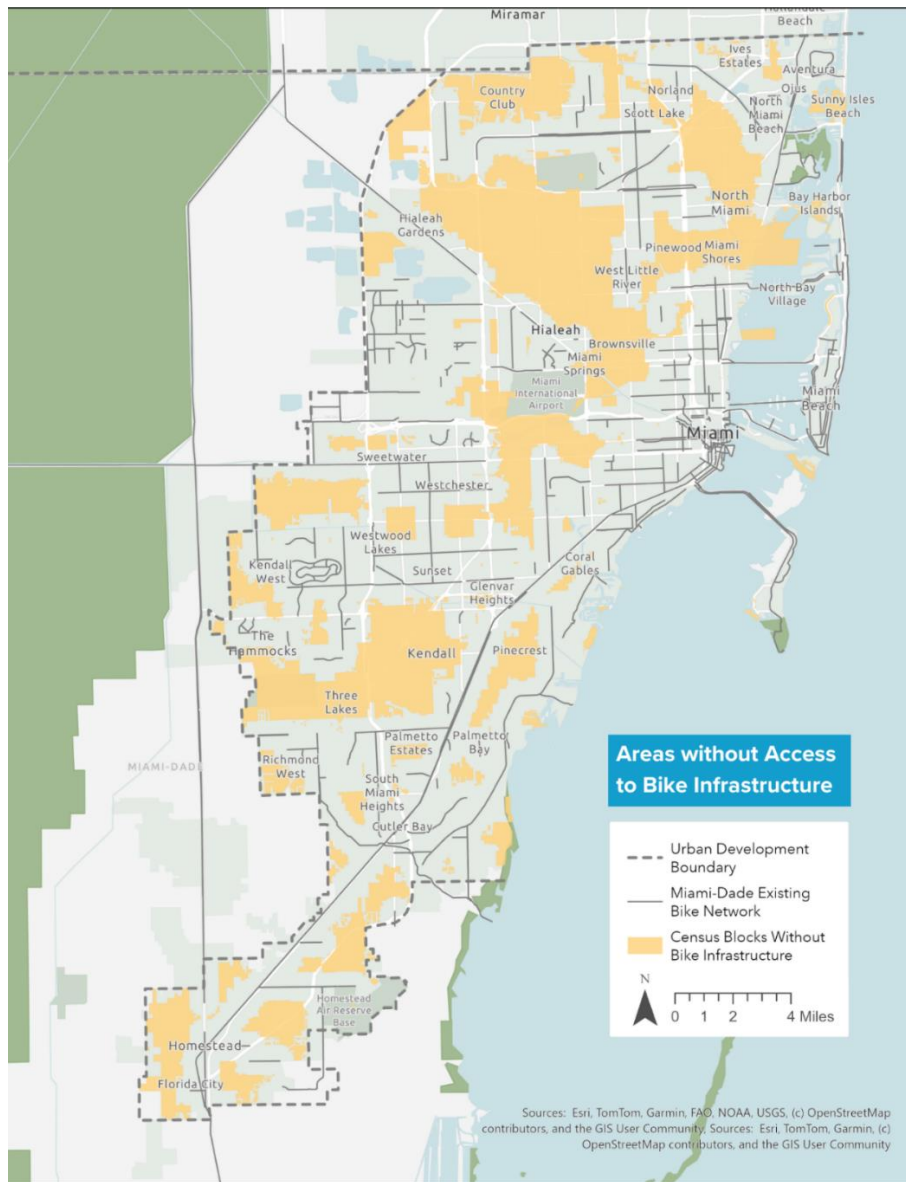 Miramar
Hallandale
Beach
Ives
Estates
Aventura
Country
Club
Norland
Ojus
North
Miami
Beach
Sunny Isles
Beach
Scott Lake
North
Miami
Bay Harbor
Islands
Hialeah
Gardens
Pinewood
Miami
Shores
West Little
River
North Bay
Village
Hialeah
Brownsville
Miami
Springs
Miami
International
Airport
Miami
Beach
Miami
Sweetwater
Westchester
Westwood
Lakes
Coral
Gables
Kendall
West
Sunset
Glenvar
Heights
The
Hammocks
Kendall
Pinecrest
Three
Lakes
Palmetto
Estates
Palmetto
Bay
Richmond
West
MIAMI-DADE
South
Miami
Heights
Cutler Bay
Homestead
Air Reserve
Base
Homestead
Florida City
Areas without Access
to Bike Infrastructure
Urban Development
Boundary
Miami-Dade Existing
Bike Network
Census Blocks Without
Bike Infrastructure
N
0 1 2 4 Miles
Sources: Esri, TomTom, Garmin, FAO, NOAA, USGS, (c) OpenStreetMap
contributors, and the GIS User Community, Sources: Esri, TomTom, Garmin, (c)
OpenStreetMap contributors, and the GIS User Community